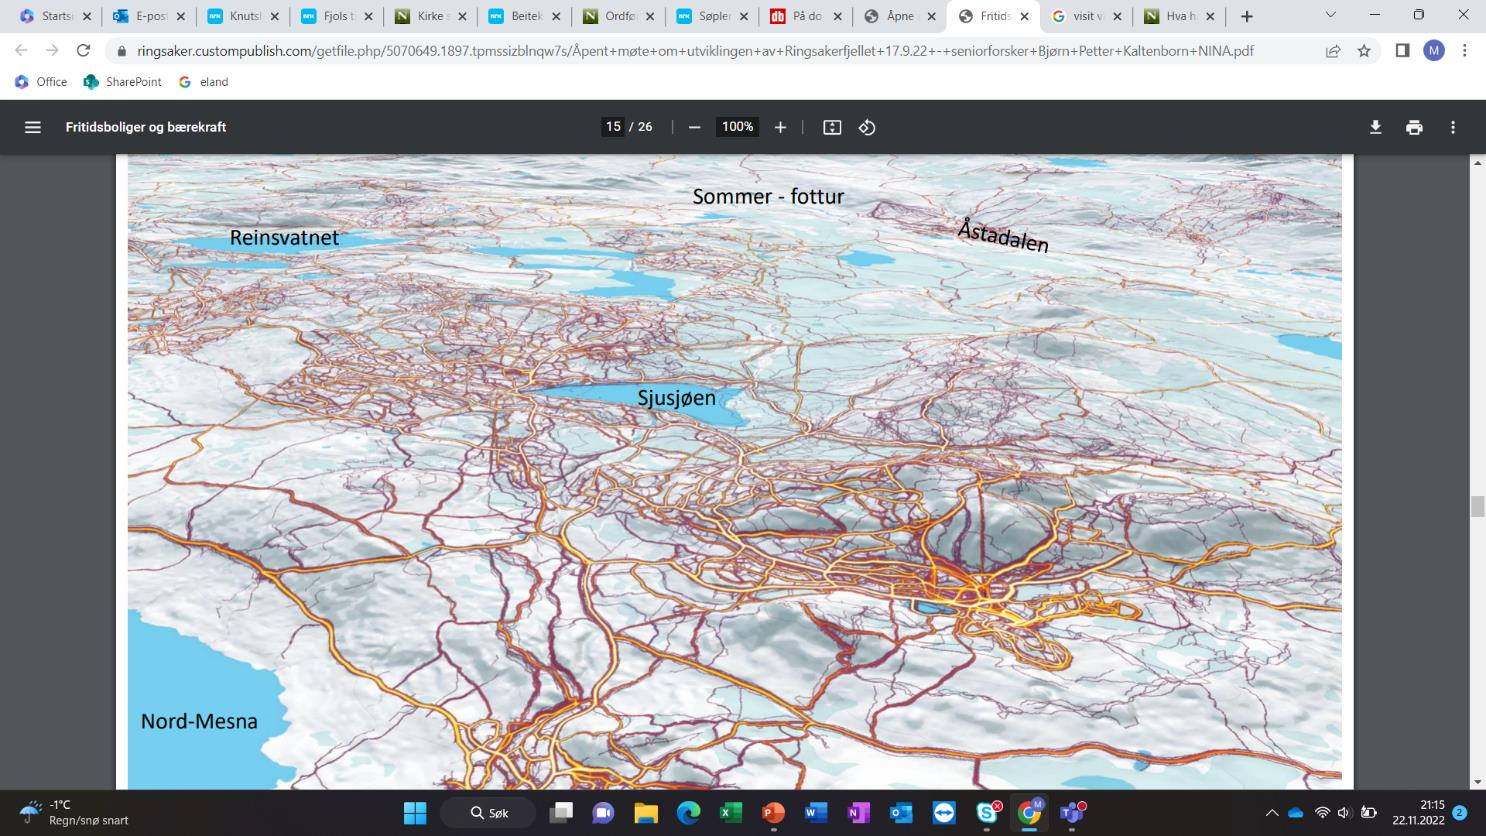 Startsi
E-post
Knutsl
Fjols t
Kirke s
Beitek
Ordfø
Søpler
På do
Åpne
Fritids
visit v
Hva h
ringsaker.custompublish.com/getfile.php/5070649.1897.tpmssizblnqw7s/Åpent+møte+om+utviklingen+av+Ringsakerfjellet+17.9.22+-+seniorforsker+Bjørn+Petter+Kaltenborn+NINA.pdf
M
Office SharePoint eland
Fritidsboliger og bærekraft 15 / 26 100%
Sommer - fottur
Reinsvatnet
Åstadalen
Sjusjøen
Nord-Mesna
-1°C
Regn/snø snart
Søk
21:15
22.11.2022
2